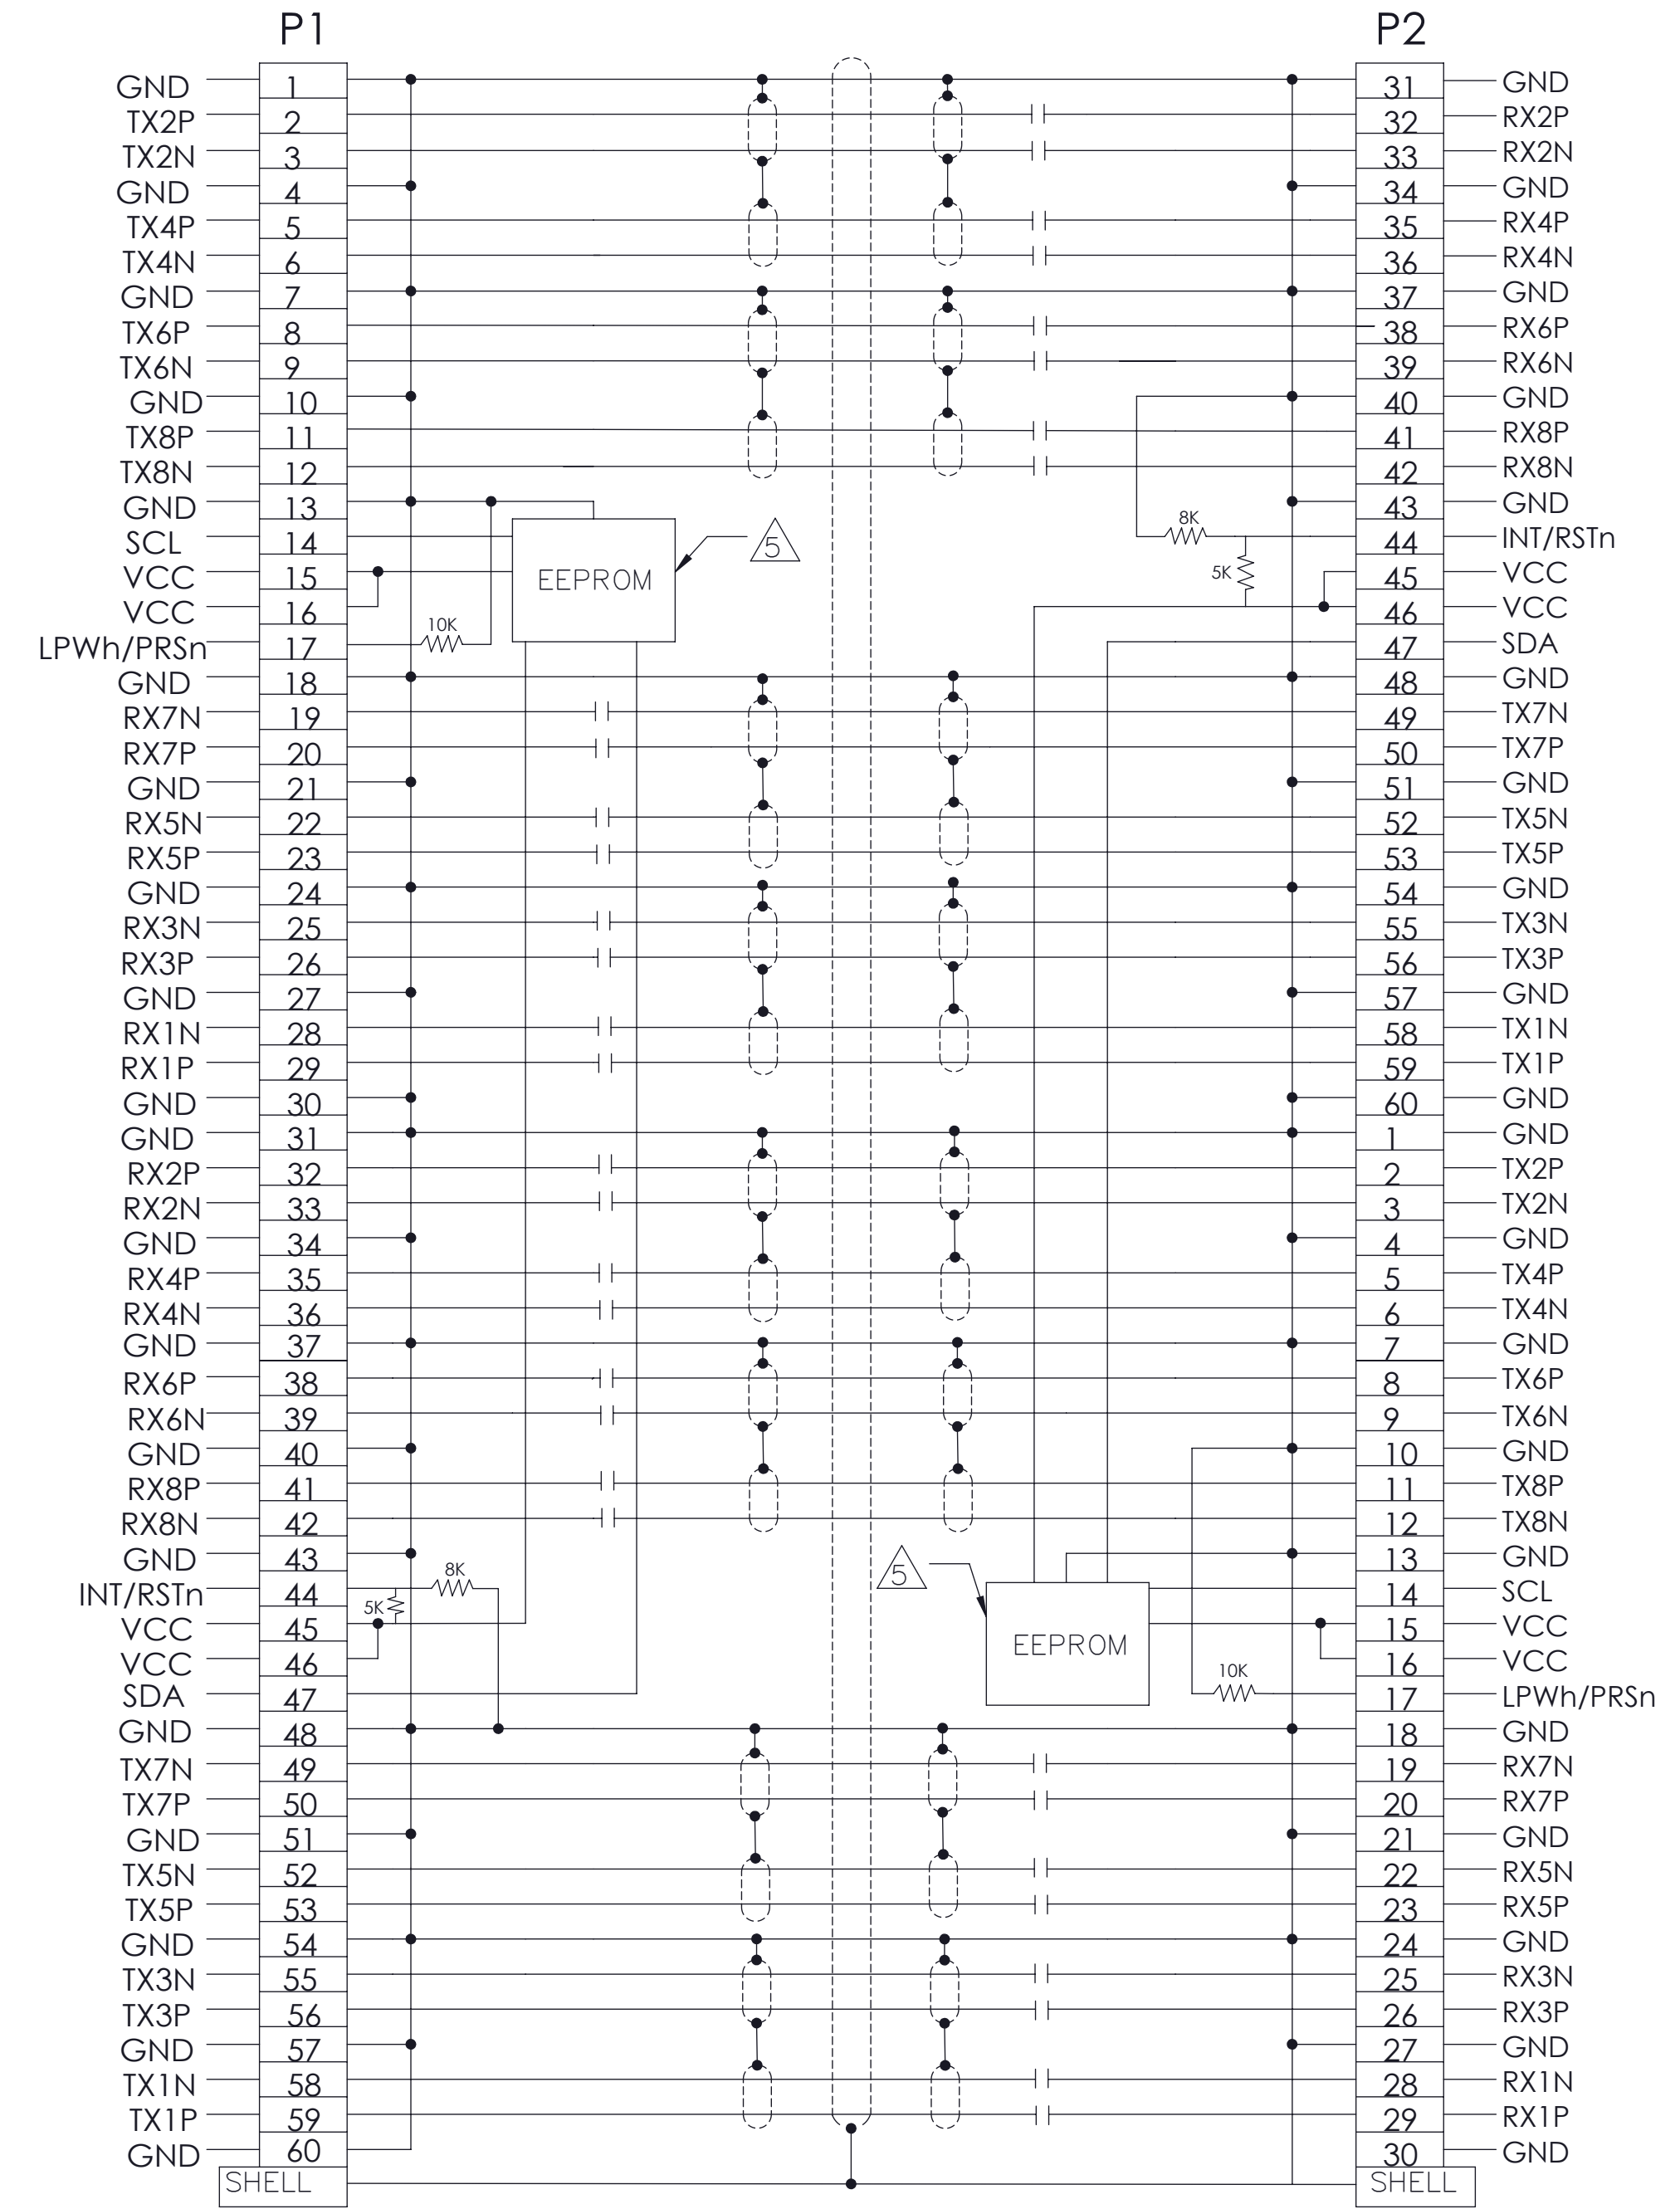 P1 P2
GND 1 31 GND
TX2P 2 32 RX2P
TX2N 3 33 RX2N
GND 4 34 GND
TX4P 5 35 RX4P
TX4N 6 36 RX4N
GND 7 37 GND
TX6P 8 38 RX6P
TX6N 9 39 RX6N
GND 10 40 GND
TX8P 11 41 RX8P
TX8N 12 42 RX8N
GND 13 43 GND
SCL 14 5 8K 44 INT/RSTn
VCC 15 EEPROM 5K 45 VCC
VCC 16 46 VCC
LPWh/PRSn 17 10K 47 SDA
GND 18 48 GND
RX7N 19 49 TX7N
RX7P 20 50 TX7P
GND 21 51 GND
RX5N 22 52 TX5N
RX5P 23 53 TX5P
GND 24 54 GND
RX3N 25 55 TX3N
RX3P 26 56 TX3P
GND 27 57 GND
RX1N 28 58 TX1N
RX1P 29 59 TX1P
GND 30 60 GND
GND 31 1 GND
RX2P 32 2 TX2P
RX2N 33 3 TX2N
GND 34 4 GND
RX4P 35 5 TX4P
RX4N 36 6 TX4N
GND 37 7 GND
RX6P 38 8 TX6P
RX6N 39 9 TX6N
GND 40 10 GND
RX8P 41 11 TX8P
RX8N 42 12 TX8N
GND 43 5 13 GND
INT/RSTn 44 8K 14 SCL
VCC 45 5K EEPROM 15 VCC
VCC 46 16 VCC
SDA 47 10K 17 LPWh/PRSn
GND 48 18 GND
TX7N 49 19 RX7N
TX7P 50 20 RX7P
GND 51 21 GND
TX5N 52 22 RX5N
TX5P 53 23 RX5P
GND 54 24 GND
TX3N 55 25 RX3N
TX3P 56 26 RX3P
GND 57 27 GND
TX1N 58 28 RX1N
TX1P 59 29 RX1P
GND 60 30 GND
SHELL SHELL